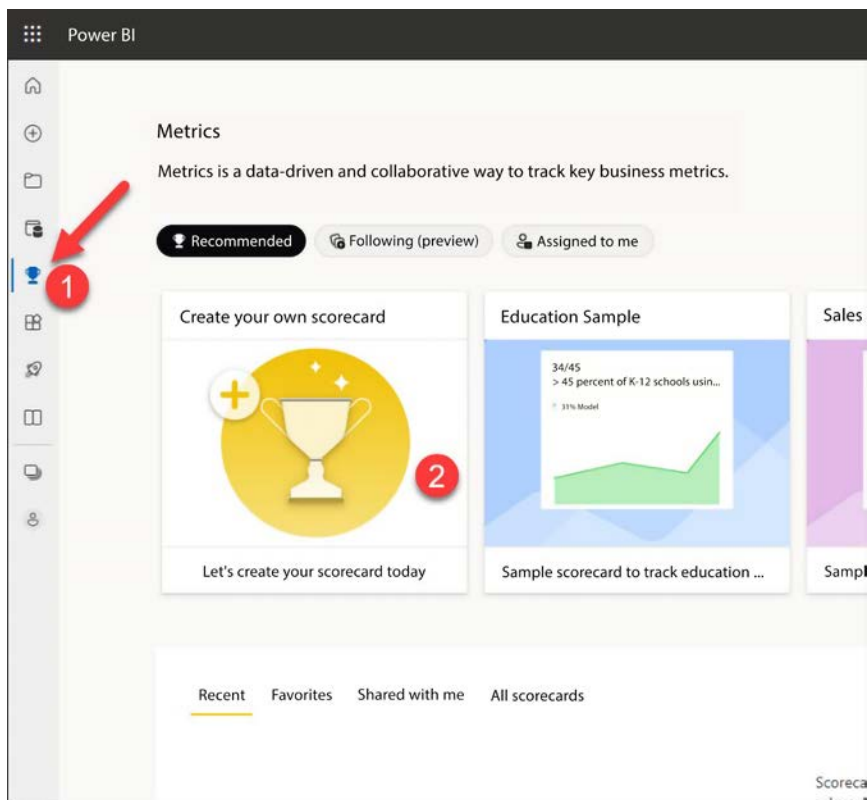 Power BI
Metrics
Metrics is a data-driven and collaborative way to track key business metrics.
Recommended
Following (preview)
Assigned to me
1
Create your own scorecard
2
Let's create your scorecard today
Education Sample
34/45
> 45 percent of K-12 schools usin...
31% Model
Sample scorecard to track education ...
Sales
Recent
Favorites
Shared with me
All scorecards